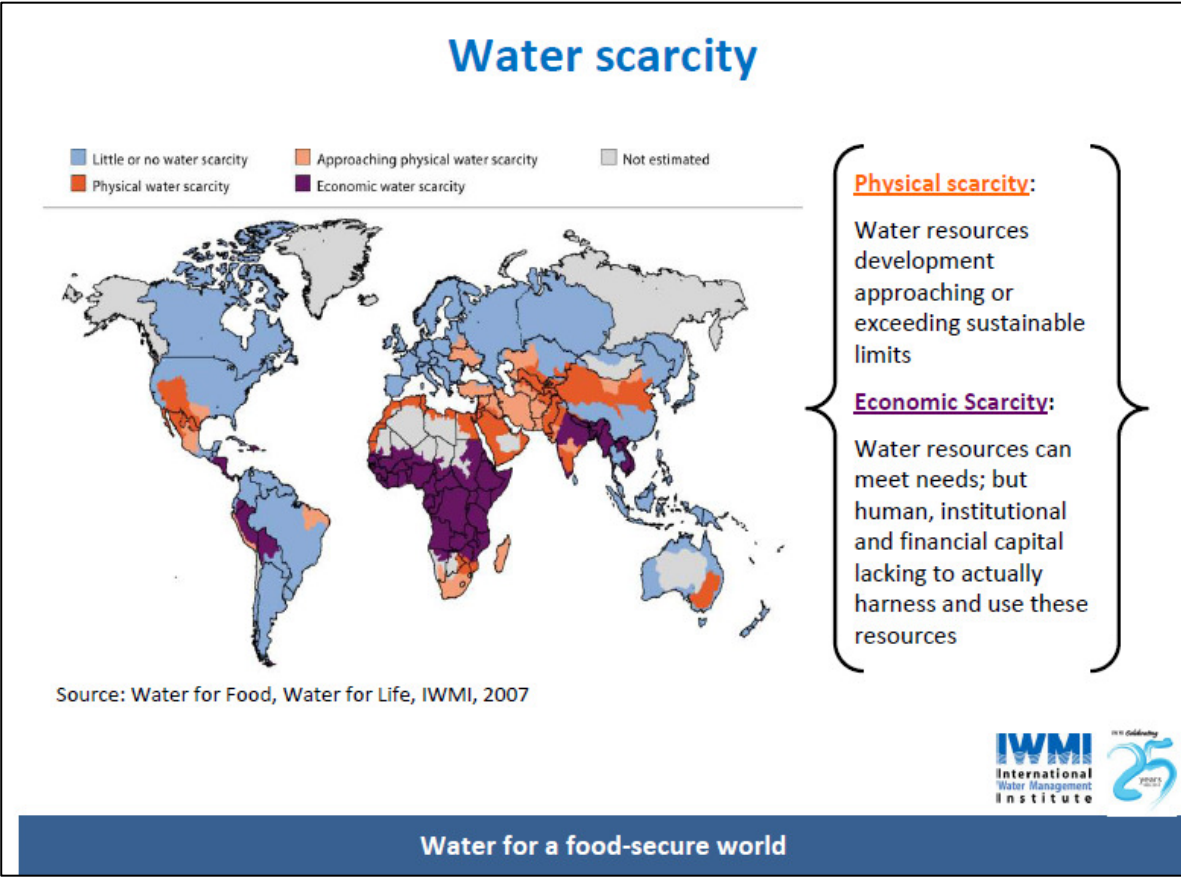 Water scarcity
Little or no water scarcity
Approaching physical water scarcity
Not estimated
Physical water scarcity
Economic water scarcity
Physical scarcity:
Water resources
development
approaching or
exceeding sustainable
limits
Economic Scarcity:
Water resources can
meet needs; but
human, institutional
and financial capital
lacking to actually
harness and use these
resources
Source: Water for Food, Water for Life, IWMI, 2007
IWMI
International
Water Management
Institute
Celebrating
25
years
Water for a food-secure world